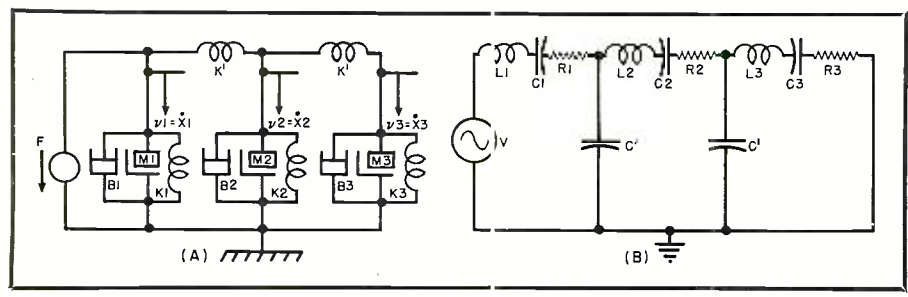 K' K'
L1 C1 R1 L2 C2 R2 L3 C3 R3
ν1=ẋ1 ν2=ẋ2 ν3=ẋ3
F
V
M1 M2 M3
C' C'
B1 K1 B2 K2 B3 K3
(A) (B)